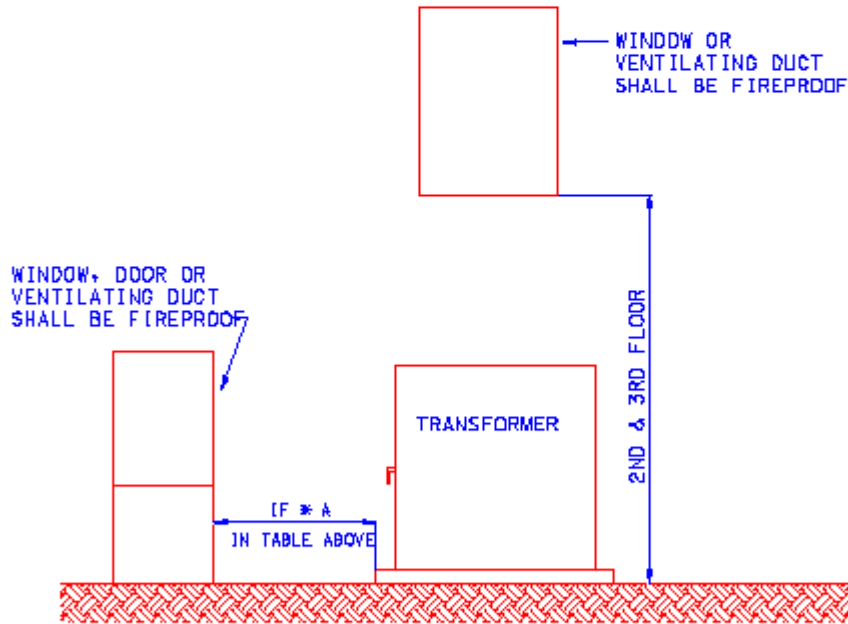 WINDOW OR
VENTILATING DUCT
SHALL BE FIREPROOF
WINDOW, DOOR OR
VENTILATING DUCT
SHALL BE FIREPROOF
TRANSFORMER
2ND & 3RD FLOOR
IF * A
IN TABLE ABOVE